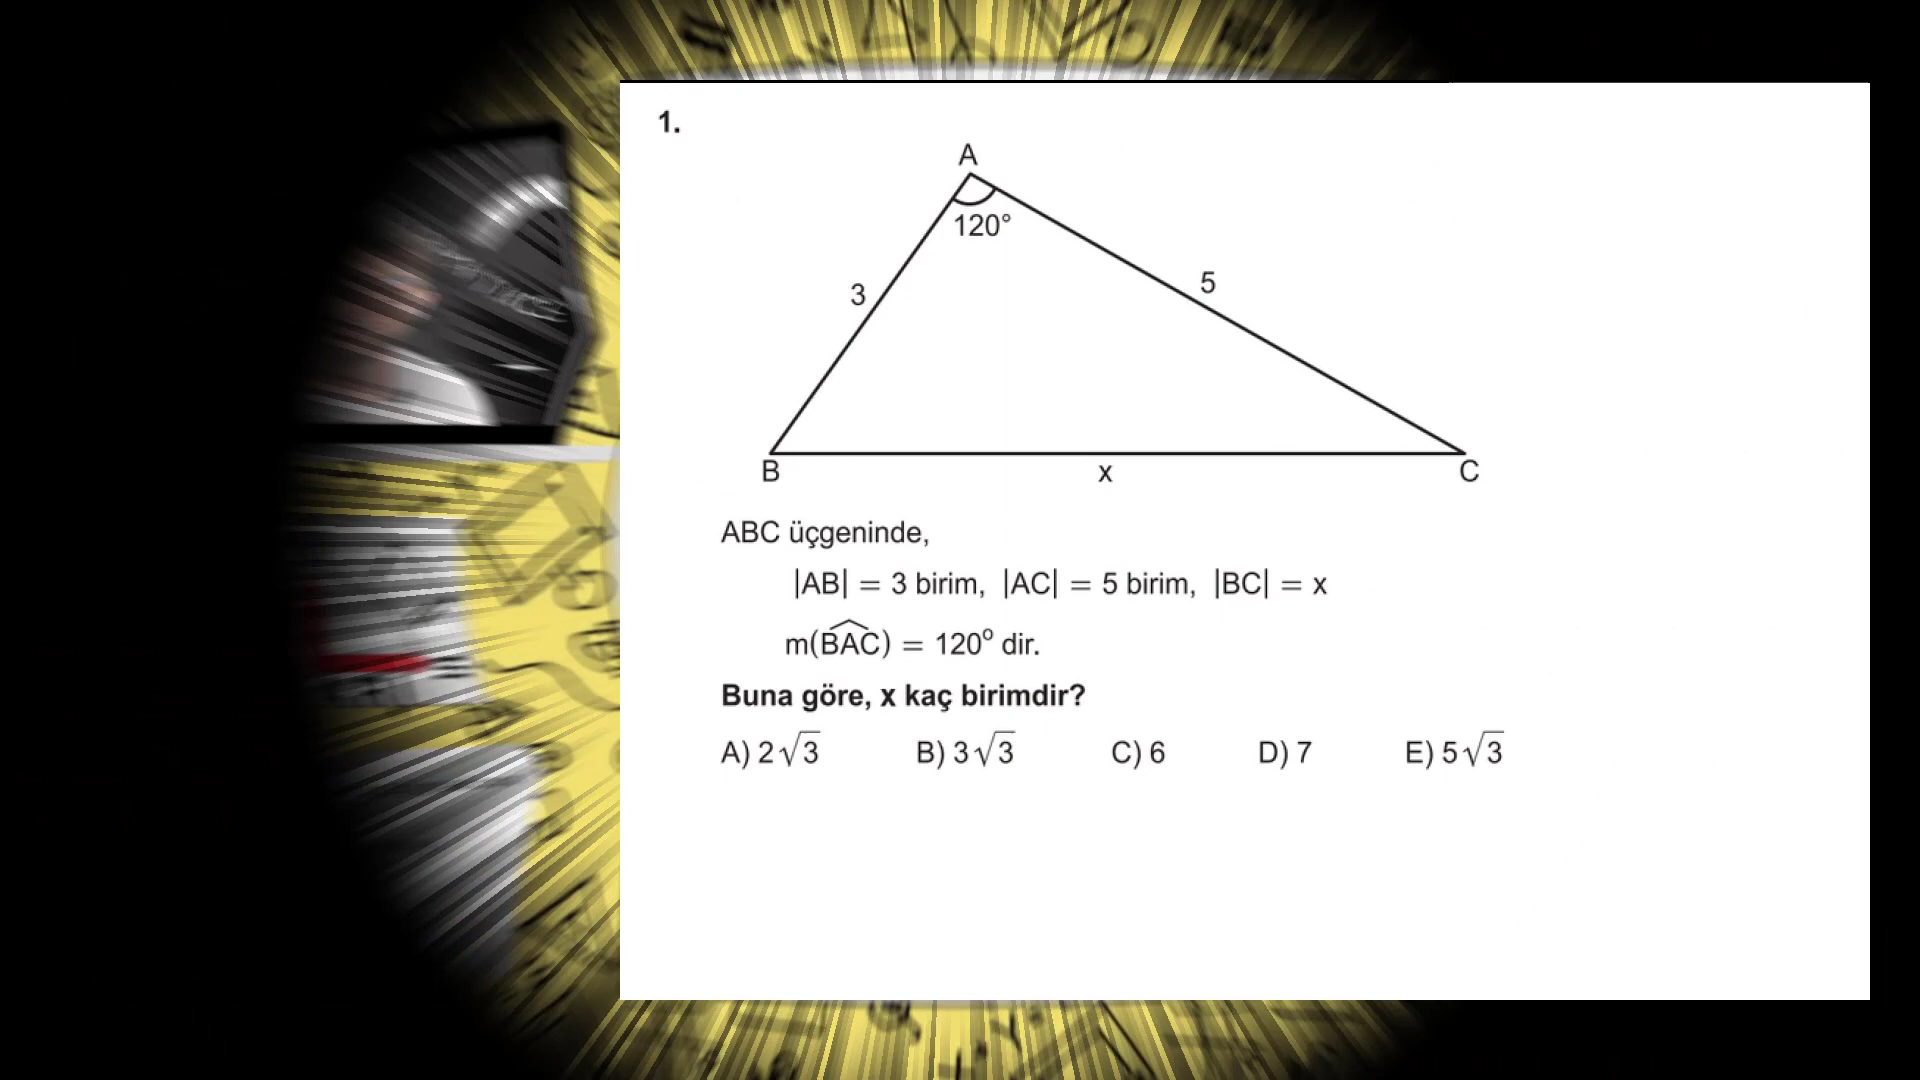 1.
A
120°
3
5
B
x
C
ABC üçgeninde,
|AB| = 3 birim, |AC| = 5 birim, |BC| = x
m(BAC) = 120° dir.
Buna göre, x kaç birimdir?
A) 2√3 B) 3√3 C) 6 D) 7 E) 5√3